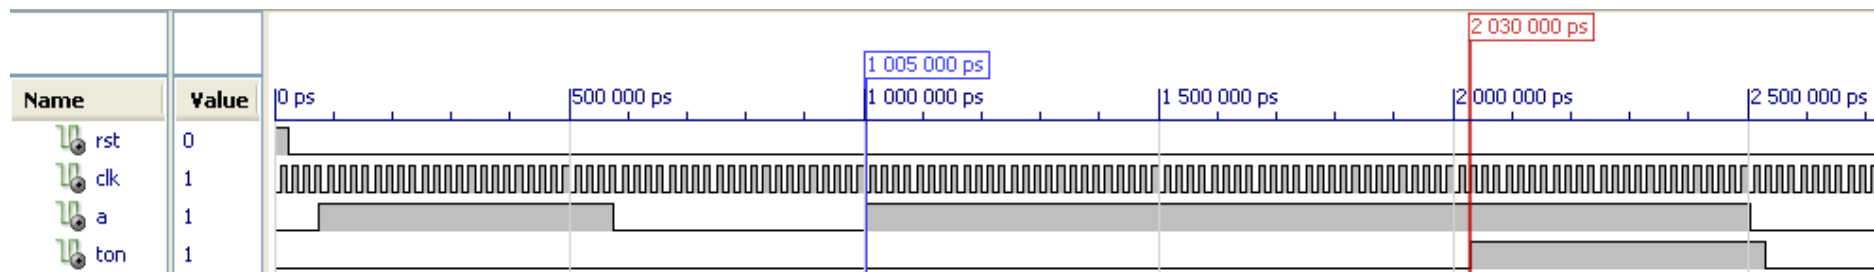 2 030 000 ps
1 005 000 ps
Name Value 0 ps 500 000 ps 1 000 000 ps 1 500 000 ps 2 000 000 ps 2 500 000 ps
rst 0
clk 1
a 1
ton 1